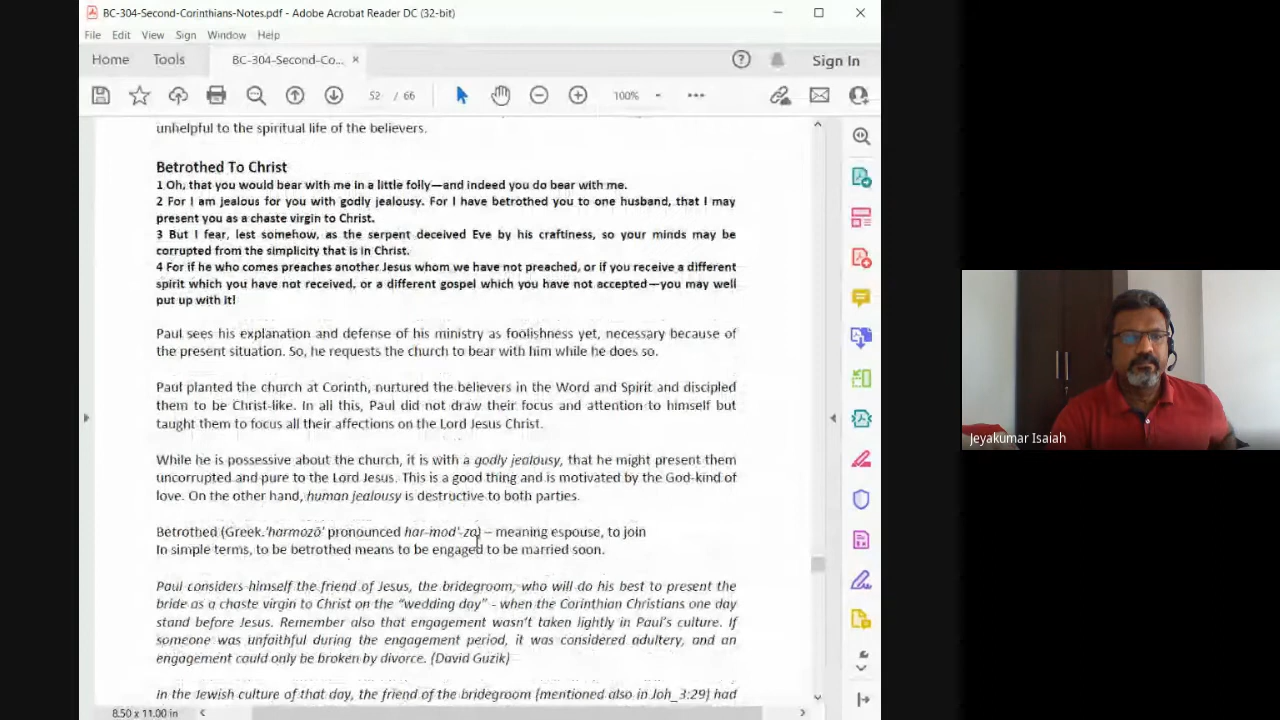 BC-304-Second-Corinthians-Notes.pdf - Adobe Acrobat Reader DC (32-bit)
File Edit View Sign Window Help
Home Tools BC-304-Second-Co... × Sign In
52 / 66 100%
unhelpful to the spiritual life of the believers.
Betrothed To Christ
1 Oh, that you would bear with me in a little folly—and indeed you do bear with me.
2 For I am jealous for you with godly jealousy. For I have betrothed you to one husband, that I may
present you as a chaste virgin to Christ.
3 But I fear, lest somehow, as the serpent deceived Eve by his craftiness, so your minds may be
corrupted from the simplicity that is in Christ.
4 For if he who comes preaches another Jesus whom we have not preached, or if you receive a different
spirit which you have not received, or a different gospel which you have not accepted—you may well
put up with it!
Paul sees his explanation and defense of his ministry as foolishness yet, necessary because of
the present situation. So, he requests the church to bear with him while he does so.
Paul planted the church at Corinth, nurtured the believers in the Word and Spirit and discipled
them to be Christ-like. In all this, Paul did not draw their focus and attention to himself but
taught them to focus all their affections on the Lord Jesus Christ.
While he is possessive about the church, it is with a godly jealousy, that he might present them
uncorrupted and pure to the Lord Jesus. This is a good thing and is motivated by the God-kind of
love. On the other hand, human jealousy is destructive to both parties.
Betrothed (Greek 'harmozō' pronounced har-mod'-zo) – meaning espouse, to join
In simple terms, to be betrothed means to be engaged to be married soon.
Paul considers himself the friend of Jesus, the bridegroom, who will do his best to present the
bride as a chaste virgin to Christ on the “wedding day” - when the Corinthian Christians one day
stand before Jesus. Remember also that engagement wasn’t taken lightly in Paul’s culture. If
someone was unfaithful during the engagement period, it was considered adultery, and an
engagement could only be broken by divorce. (David Guzik)
In the Jewish culture of that day, the friend of the bridegroom (mentioned also in Joh_3:29) had
8.50 x 11.00 in
Jeyakumar Isaiah